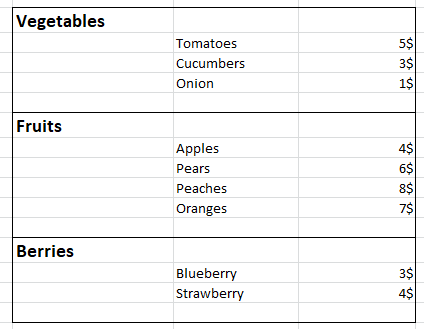 Vegetables
Tomatoes 5$
Cucumbers 3$
Onion 1$
Fruits
Apples 4$
Pears 6$
Peaches 8$
Oranges 7$
Berries
Blueberry 3$
Strawberry 4$